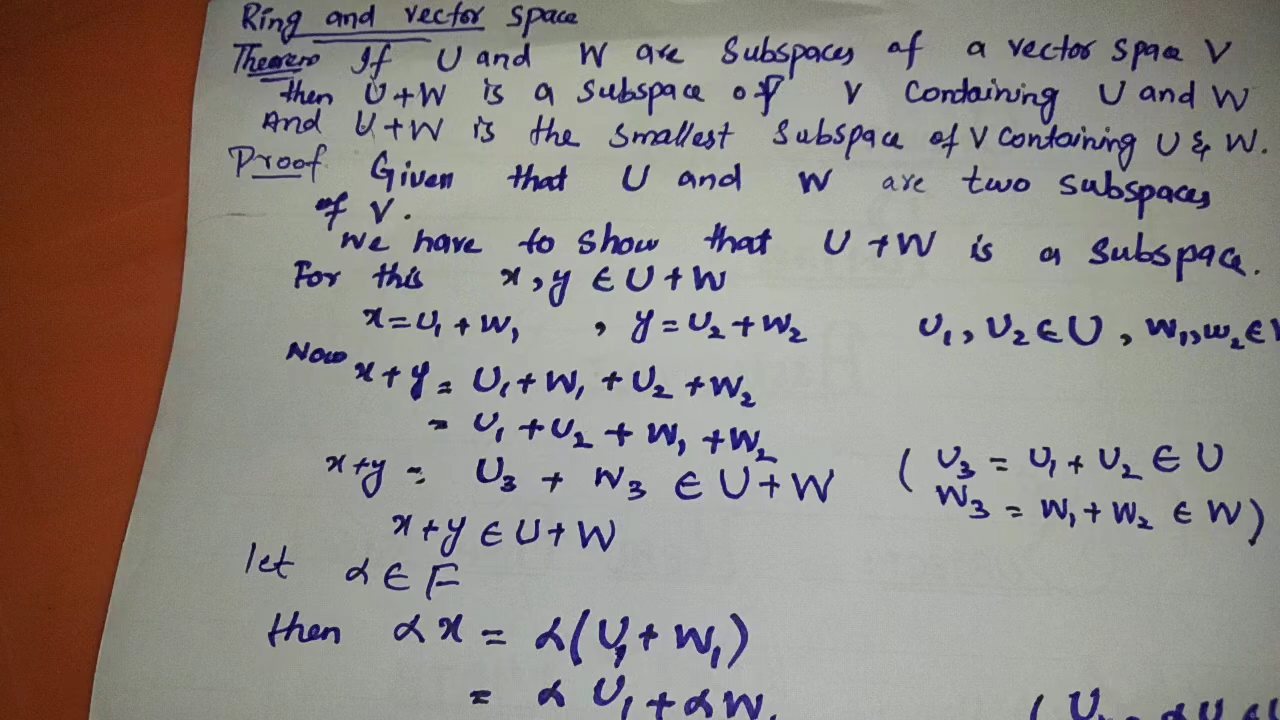 Ring and vector space
Theorem If U and W are Subspaces of a vector space V
then U+W is a subspace of V Containing U and W
And U+W is the smallest subspace of V containing U & W.
Proof Given that U and W are two subspaces
of V.
We have to show that U+W is a subspace.
For this x,y ∈ U+W
x=U₁+W₁, y=U₂+W₂ U₁, U₂ ∈ U, W₁, W₂ ∈
Now x+y = U₁+W₁+U₂+W₂
= U₁+U₂+W₁+W₂
x+y = U₃ + W₃ ∈ U+W ( U₃ = U₁+U₂ ∈ U
x+y ∈ U+W W₃ = W₁+W₂ ∈ W)
let α ∈ F
then αx = α(U₁+W₁)
= αU₁+αW₁